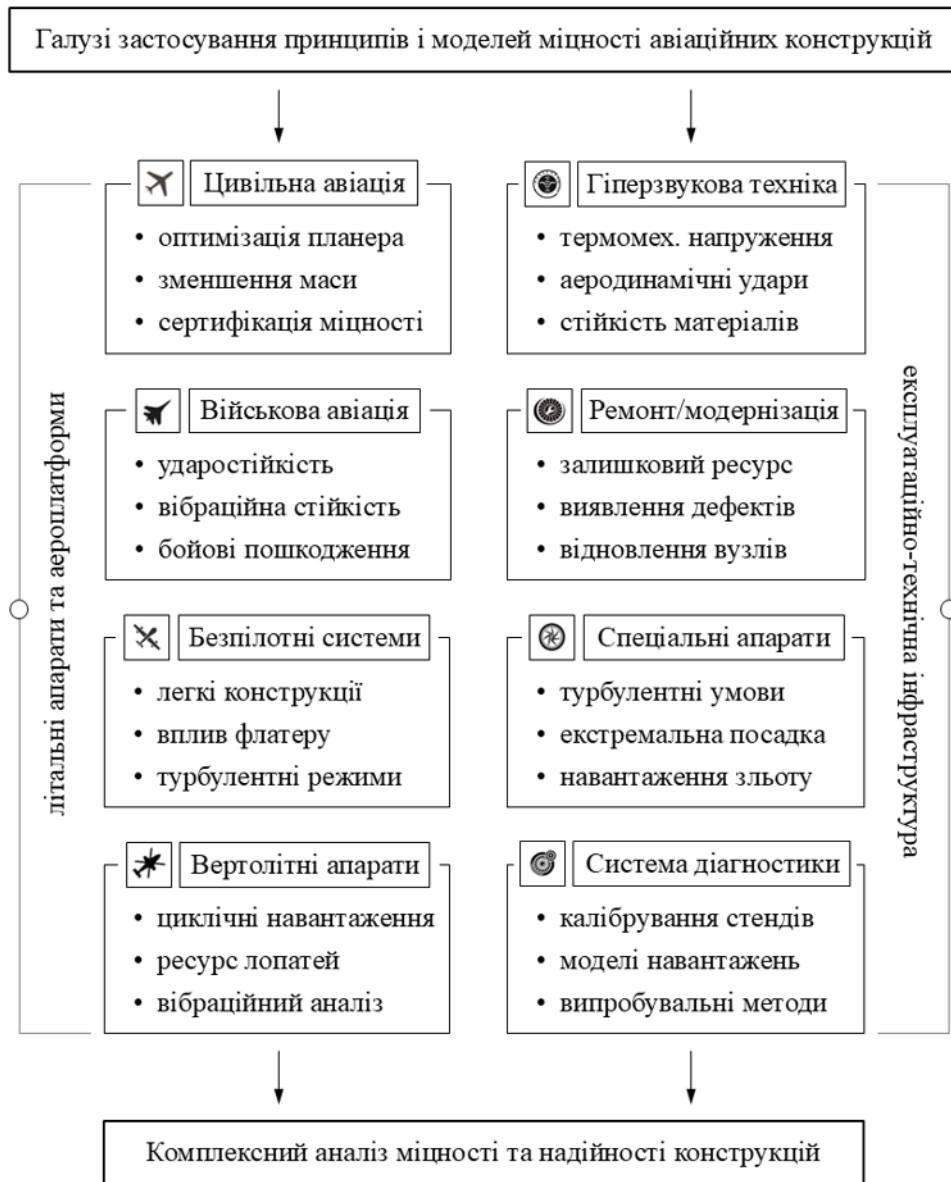 Галузі застосування принципів і моделей міцності авіаційних конструкцій
літальні апарати та аероплатформи
Цивільна авіація
• оптимізація планера
• зменшення маси
• сертифікація міцності
Військова авіація
• ударостійкість
• вібраційна стійкість
• бойові пошкодження
Безпілотні системи
• легкі конструкції
• вплив флатеру
• турбулентні режими
Вертолітні апарати
• циклічні навантаження
• ресурс лопатей
• вібраційний аналіз
Гіперзвукова техніка
• термомех. напруження
• аеродинамічні удари
• стійкість матеріалів
Ремонт/модернізація
• залишковий ресурс
• виявлення дефектів
• відновлення вузлів
Спеціальні апарати
• турбулентні умови
• екстремальна посадка
• навантаження зльоту
Система діагностики
• калібрування стендів
• моделі навантажень
• випробувальні методи
експлуатаційно-технічна інфраструктура
Комплексний аналіз міцності та надійності конструкцій